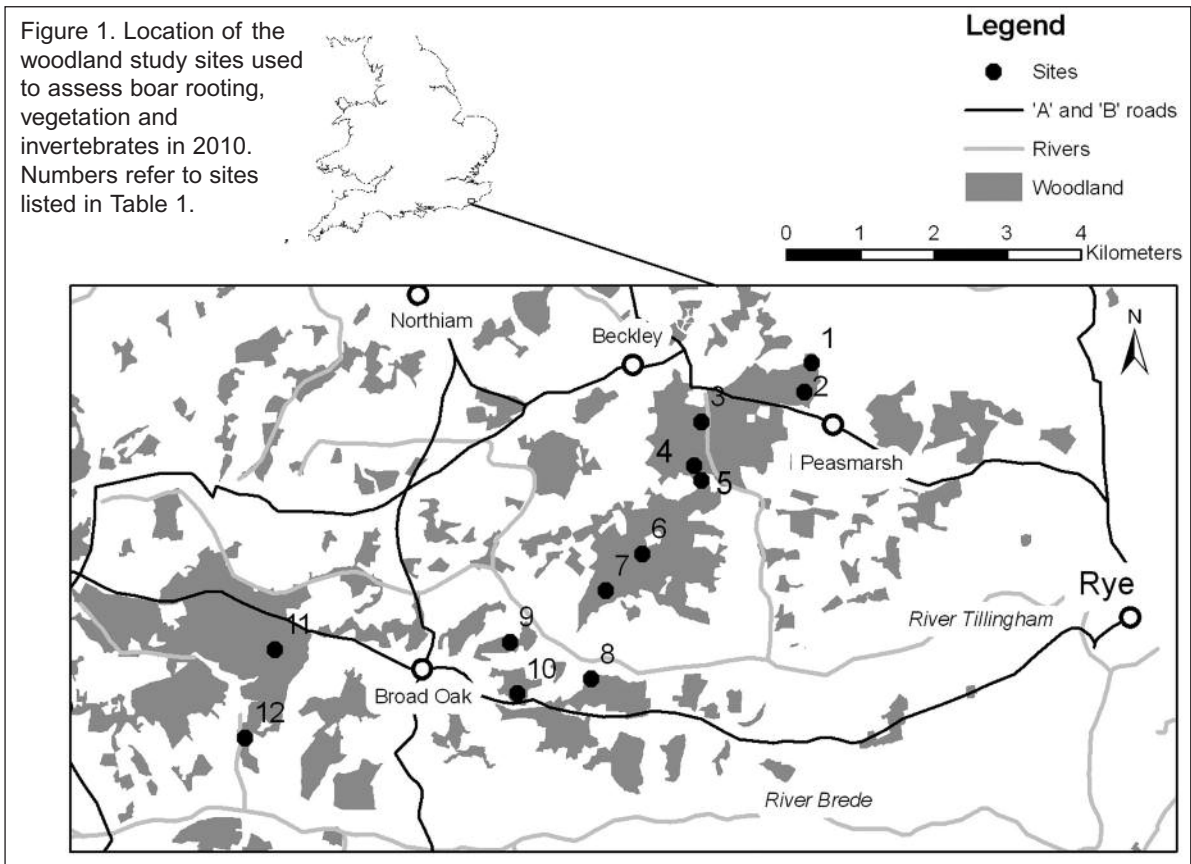 Figure 1. Location of the
woodland study sites used
to assess boar rooting,
vegetation and
invertebrates in 2010.
Numbers refer to sites
listed in Table 1.
Legend
Sites
'A' and 'B' roads
Rivers
Woodland
0 1 2 3 4
Kilometers
Northiam
Beckley
N
1
2
3
Peasmarsh
4
5
6
7
Rye
River Tillingham
9
8
10
11
Broad Oak
12
River Brede